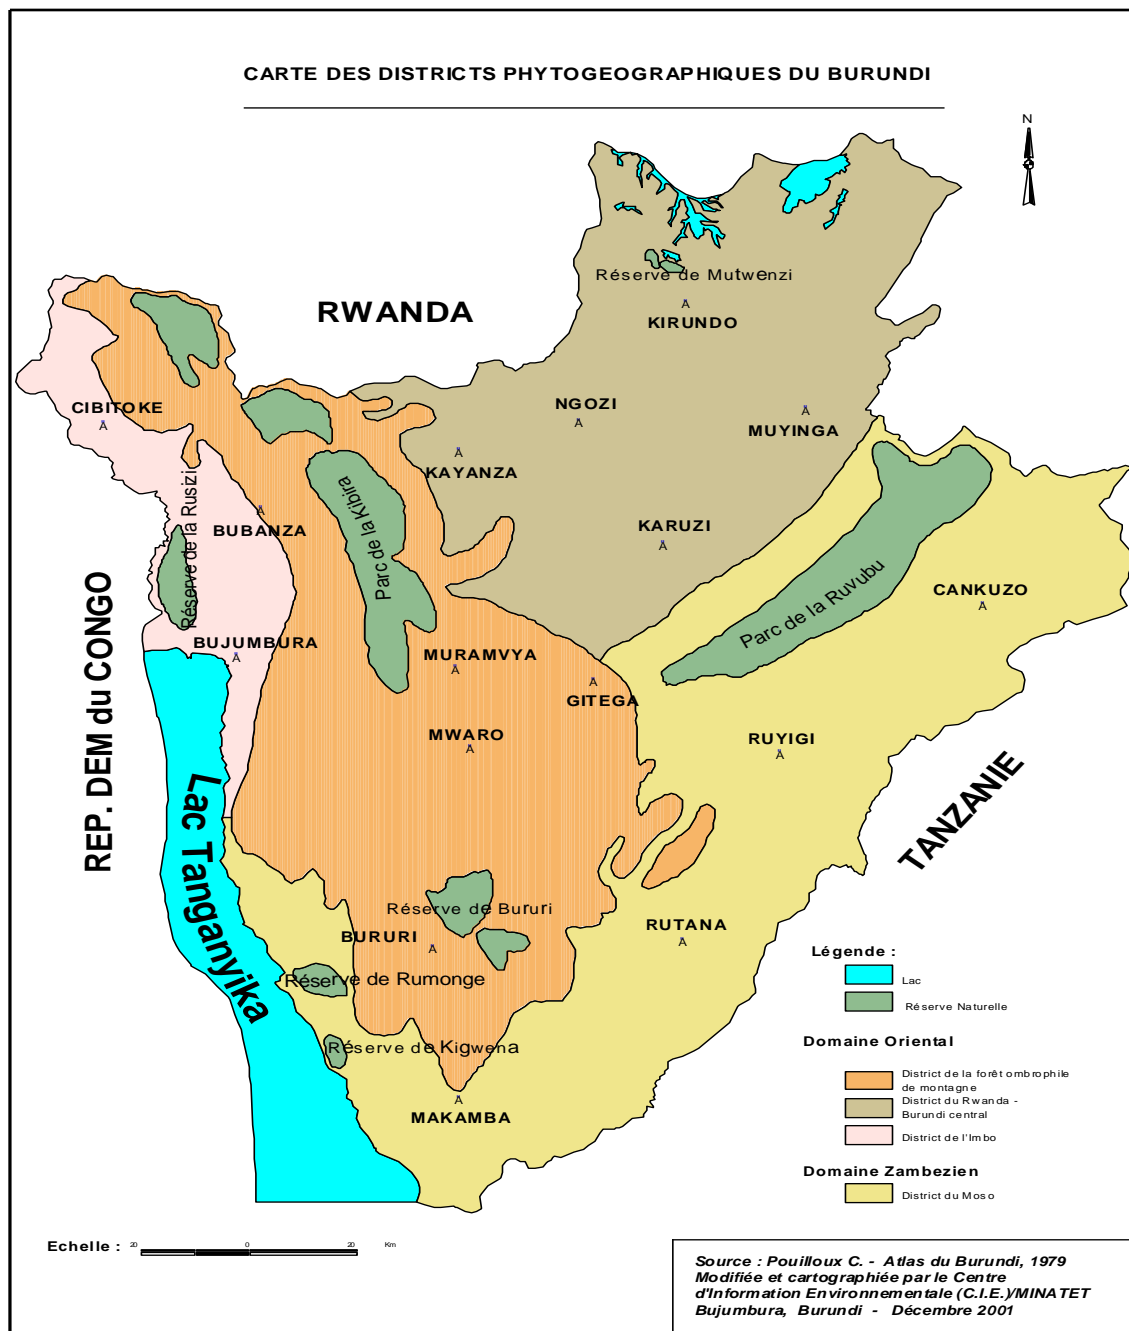 CARTE DES DISTRICTS PHYTOGEOGRAPHIQUES DU BURUNDI
N
RWANDA
Réserve de Mutwenzi
KIRUNDO
CIBITOKE
NGOZI
MUYINGA
KAYANZA
Réserve de la Rusizi
BUBANZA
Parc de la Kibira
KARUZI
Parc de la Ruvubu
CANKUZO
REP. DEM du CONGO
BUJUMBURA
MURAMVYA
GITEGA
MWARO
RUYIGI
Lac Tanganyika
TANZANIE
Réserve de Bururi
BURURI
RUTANA
Réserve de Rumonge
Réserve de Kigwena
MAKAMBA
Légende :
Lac
Réserve Naturelle
Domaine Oriental
District de la forêt ombrophile
de montagne
District du Rwanda -
Burundi central
District de l'Imbo
Domaine Zambezien
District du Moso
Echelle : 20 0 20 Km
Source : Pouilloux C. - Atlas du Burundi, 1979
Modifiée et cartographiée par le Centre
d'Information Environnementale (C.I.E.)/MINATET
Bujumbura, Burundi - Décembre 2001